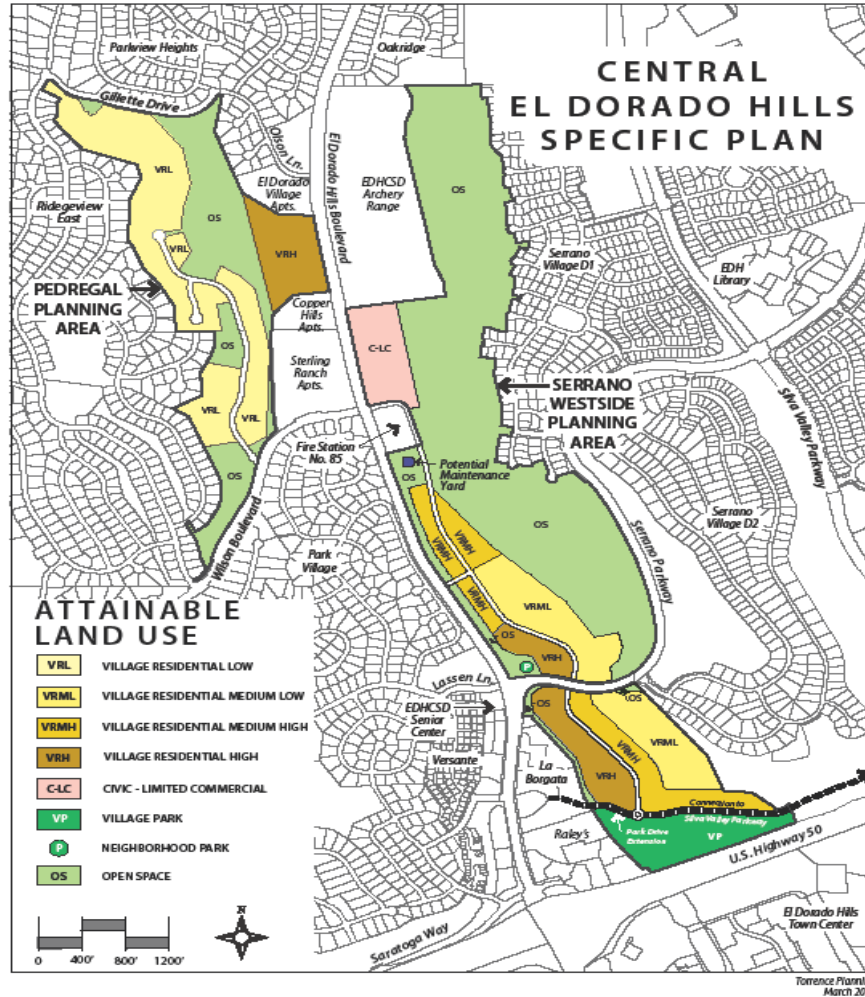 CENTRAL
EL DORADO HILLS
SPECIFIC PLAN
Parkview Heights
Oakridge
Gillette Drive
Olson Ln.
El Dorado Hills Boulevard
VRL
OS
El Dorado
Village
Apts.
EDHCSD
Archery
Range
OS
Ridgeview
East
VRL
VRH
Serrano
Village D1
EDH
Library
PEDREGAL
PLANNING
AREA
Copper
Hills
Apts.
OS
C-LC
Sterling
Ranch
Apts.
SERRANO
WESTSIDE
PLANNING
AREA
Silva Valley Parkway
VRL
VRL
Fire Station
No. 85
OS
OS
Potential
Maintenance
Yard
Wilson Boulevard
Park
Village
VRMH
VRMH
OS
Serrano Parkway
Serrano
Village D2
VRMH
VRML
OS
VRH
P
Lassen Ln.
EDHCSD
Senior
Center
OS
OS
VRMH
VRML
Versante
La
Borgata
VRH
Connection to
Silva Valley Parkway
Raley's
Park Drive
Extension
VP
U.S. Highway 50
Saratoga Way
El Dorado Hills
Town Center
ATTAINABLE
LAND USE
VRL VILLAGE RESIDENTIAL LOW
VRML VILLAGE RESIDENTIAL MEDIUM LOW
VRMH VILLAGE RESIDENTIAL MEDIUM HIGH
VRH VILLAGE RESIDENTIAL HIGH
C-LC CIVIC - LIMITED COMMERCIAL
VP VILLAGE PARK
P NEIGHBORHOOD PARK
OS OPEN SPACE
N
0 400' 800' 1200'
Torrence Plannin
March 20